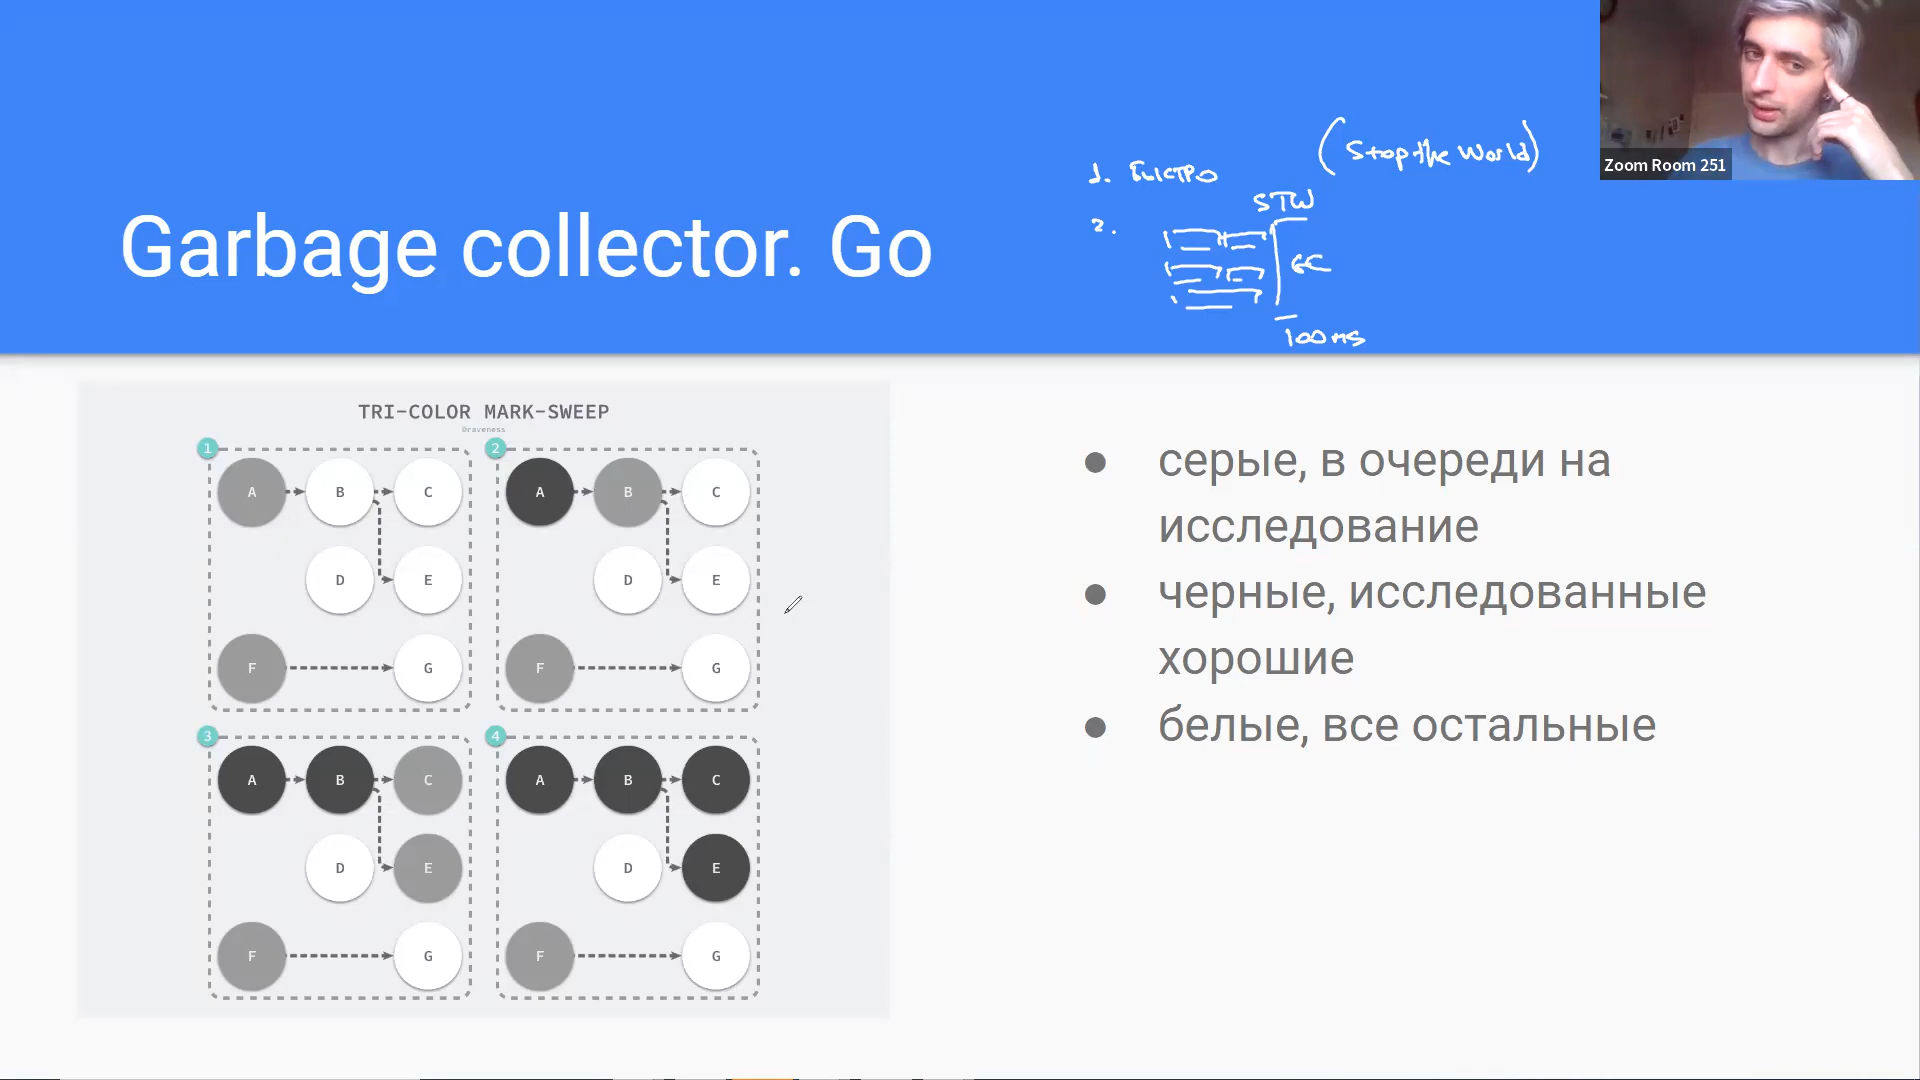 Garbage collector. Go
(Stop the World)
1. БЫСТРО
STW
2.
GC
100ms
Zoom Room 251
TRI-COLOR MARK-SWEEP
Draveness
1
A B C
D E
F G
2
A B C
D E
F G
3
A B C
D E
F G
4
A B C
D E
F G
серые, в очереди на
исследование
черные, исследованные
хорошие
белые, все остальные